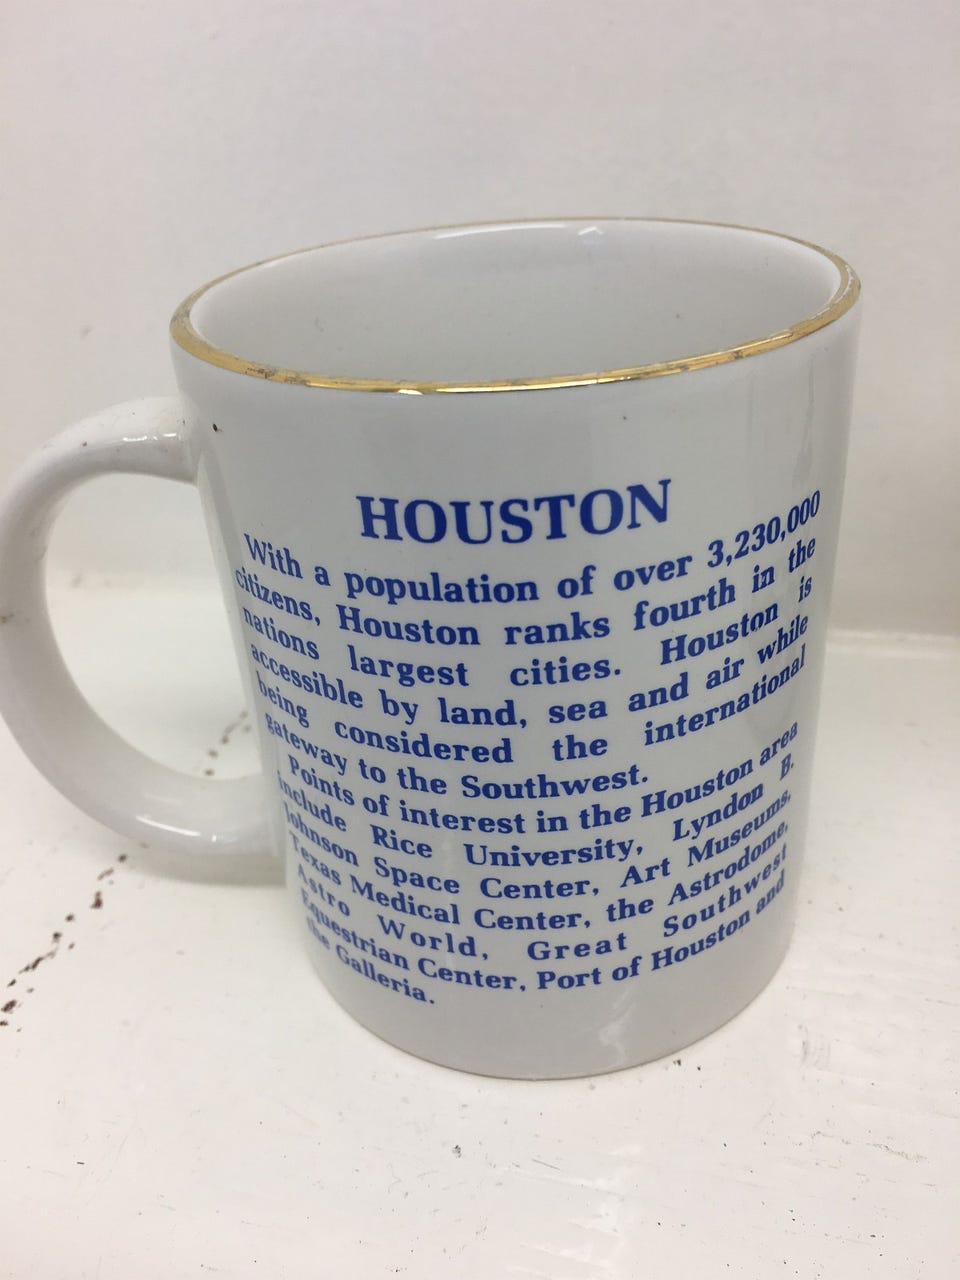 HOUSTON
With a population of over 3,230,000
citizens, Houston ranks fourth in the
nations largest cities. Houston is
accessible by land, sea and air while
being considered the international
gateway to the Southwest.
Points of interest in the Houston area
include Rice University, Lyndon B.
Johnson Space Center, Art Museums,
Texas Medical Center, the Astrodome,
Astro World, Great Southwest
Equestrian Center, Port of Houston and
the Galleria.